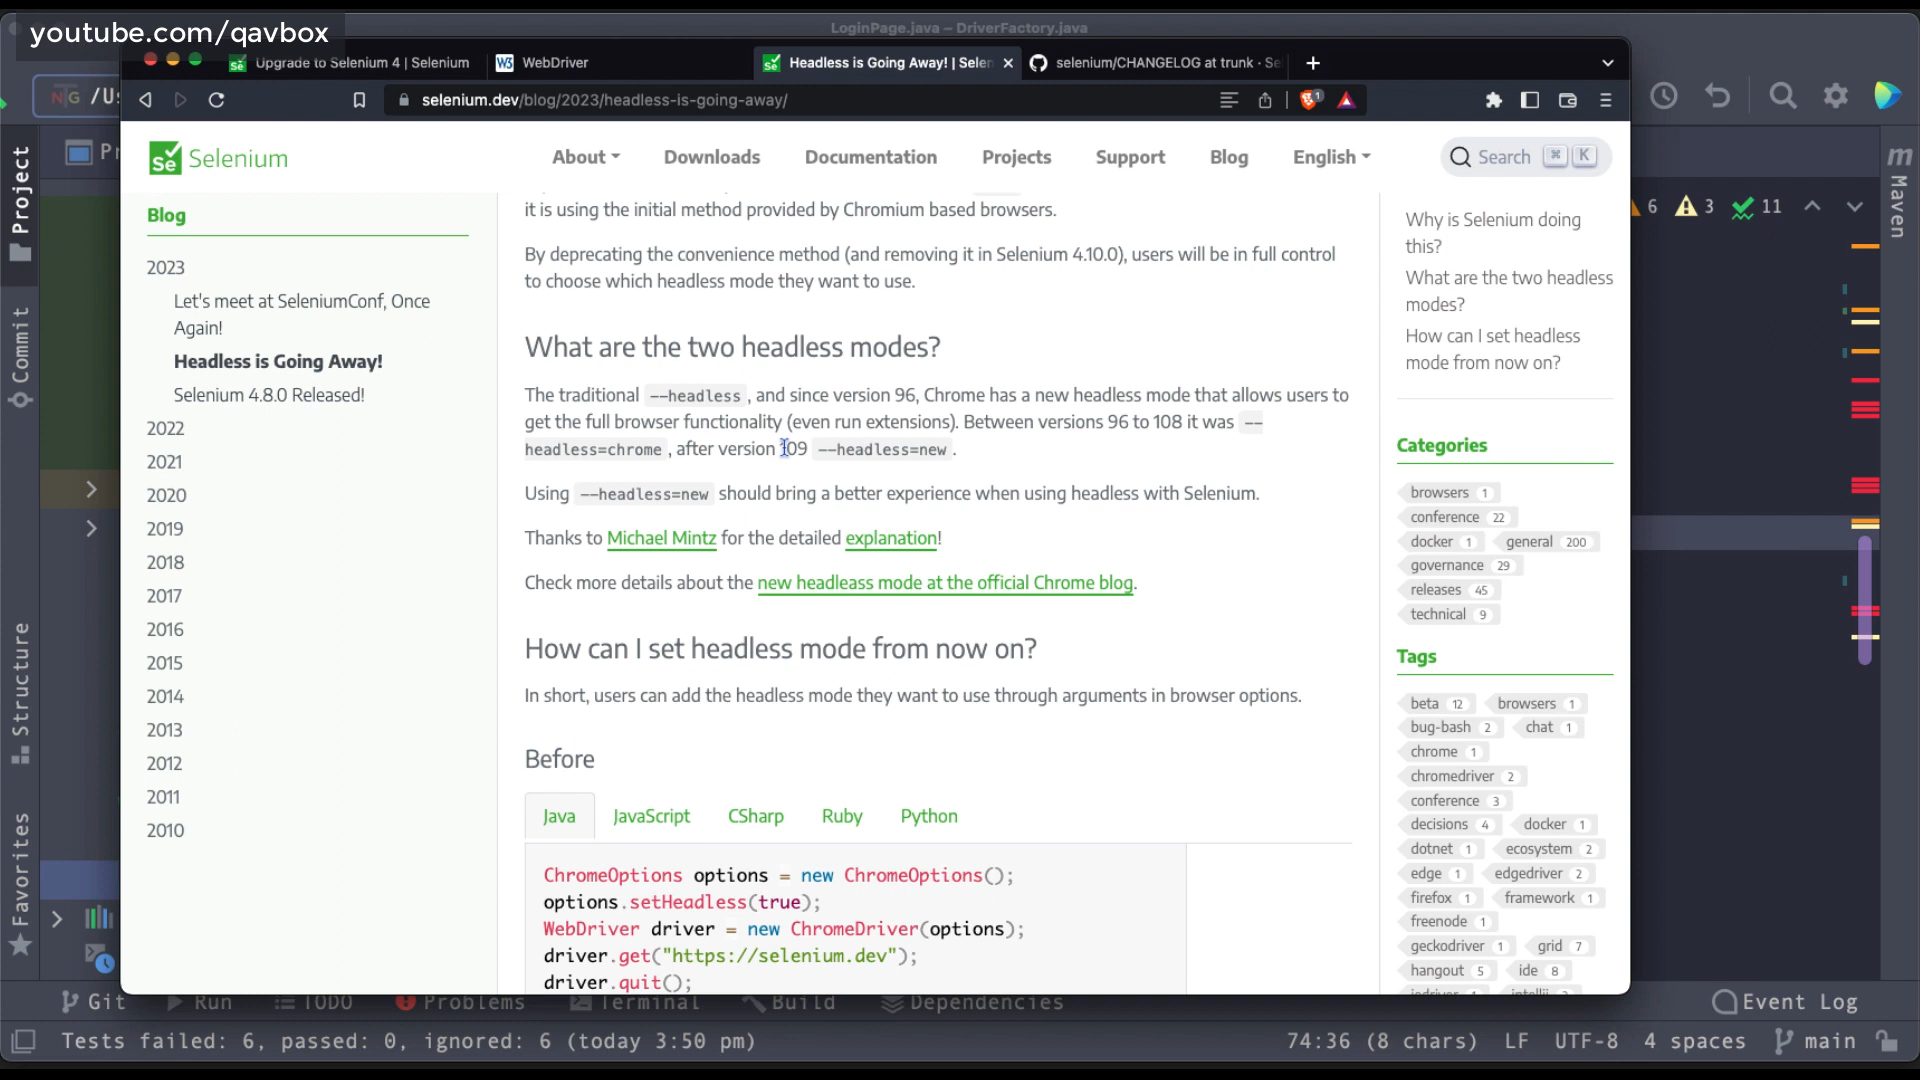 youtube.com/qavbox
LoginPage.java – DriverFactory.java
Upgrade to Selenium 4 | Selenium
WebDriver
Headless is Going Away! | Selen
selenium/CHANGELOG at trunk · Se
selenium.dev/blog/2023/headless-is-going-away/
Selenium
About
Downloads
Documentation
Projects
Support
Blog
English
Search ⌘ K
Project
Commit
Structure
Favorites
Maven
6 3 11
Blog
2023
Let's meet at SeleniumConf, Once
Again!
Headless is Going Away!
Selenium 4.8.0 Released!
2022
2021
2020
2019
2018
2017
2016
2015
2014
2013
2012
2011
2010
it is using the initial method provided by Chromium based browsers.
By deprecating the convenience method (and removing it in Selenium 4.10.0), users will be in full control
to choose which headless mode they want to use.
What are the two headless modes?
The traditional --headless , and since version 96, Chrome has a new headless mode that allows users to
get the full browser functionality (even run extensions). Between versions 96 to 108 it was --
headless=chrome , after version 109 --headless=new .
Using --headless=new should bring a better experience when using headless with Selenium.
Thanks to Michael Mintz for the detailed explanation!
Check more details about the new headleass mode at the official Chrome blog.
How can I set headless mode from now on?
In short, users can add the headless mode they want to use through arguments in browser options.
Before
Java JavaScript CSharp Ruby Python
ChromeOptions options = new ChromeOptions();
options.setHeadless(true);
WebDriver driver = new ChromeDriver(options);
driver.get("https://selenium.dev");
driver.quit();
Why is Selenium doing
this?
What are the two headless
modes?
How can I set headless
mode from now on?
Categories
browsers 1
conference 22
docker 1 general 200
governance 29
releases 45
technical 9
Tags
beta 12 browsers 1
bug-bash 2 chat 1
chrome 1
chromedriver 2
conference 3
decisions 4 docker 1
dotnet 1 ecosystem 2
edge 1 edgedriver 2
firefox 1 framework 1
freenode 1
geckodriver 1 grid 7
hangout 5 ide 8
Git Run TODO Problems Terminal Build Dependencies Event Log
Tests failed: 6, passed: 0, ignored: 6 (today 3:50 pm)
74:36 (8 chars) LF UTF-8 4 spaces main